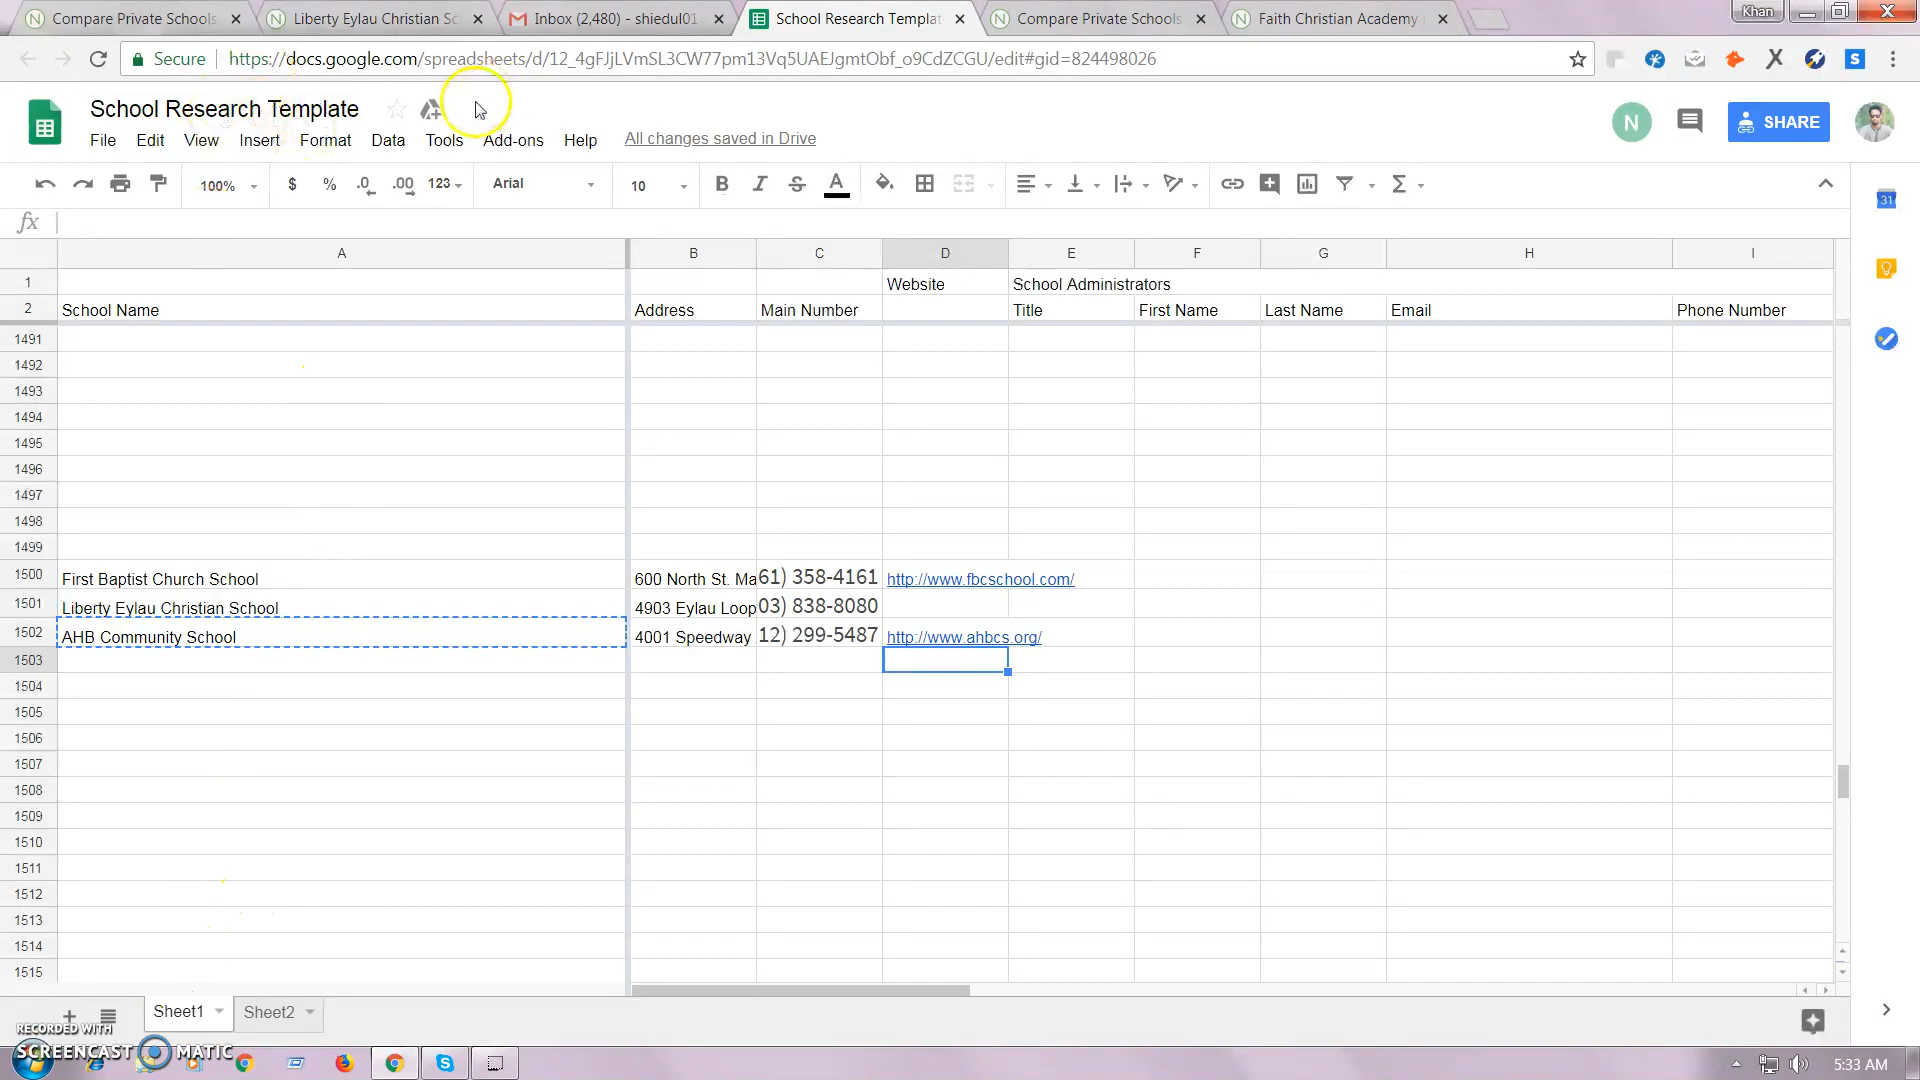 Compare Private Schools
Liberty Eylau Christian Sc
Inbox (2,480) - shiedul01
School Research Templat
Compare Private Schools
Faith Christian Academy
Khan
Secure
https://docs.google.com/spreadsheets/d/12_4gFJjLVmSL3CW77pm13Vq5UAEJgmtObf_o9CdZCGU/edit#gid=824498026
School Research Template
File Edit View Insert Format Data Tools Add-ons Help
All changes saved in Drive
N
SHARE
100% $ % .0 .00 123 Arial 10 B I S A Σ
fx
A B C D E F G H I
1 Website School Administrators
2 School Name Address Main Number Title First Name Last Name Email Phone Number
1491
1492
1493
1494
1495
1496
1497
1498
1499
1500 First Baptist Church School 600 North St. Ma 61) 358-4161 http://www.fbcschool.com/
1501 Liberty Eylau Christian School 4903 Eylau Loop 03) 838-8080
1502 AHB Community School 4001 Speedway 12) 299-5487 http://www.ahbcs.org/
1503
1504
1505
1506
1507
1508
1509
1510
1511
1512
1513
1514
1515
Sheet1 Sheet2
31
RECORDED WITH
SCREENCAST MATIC
5:33 AM